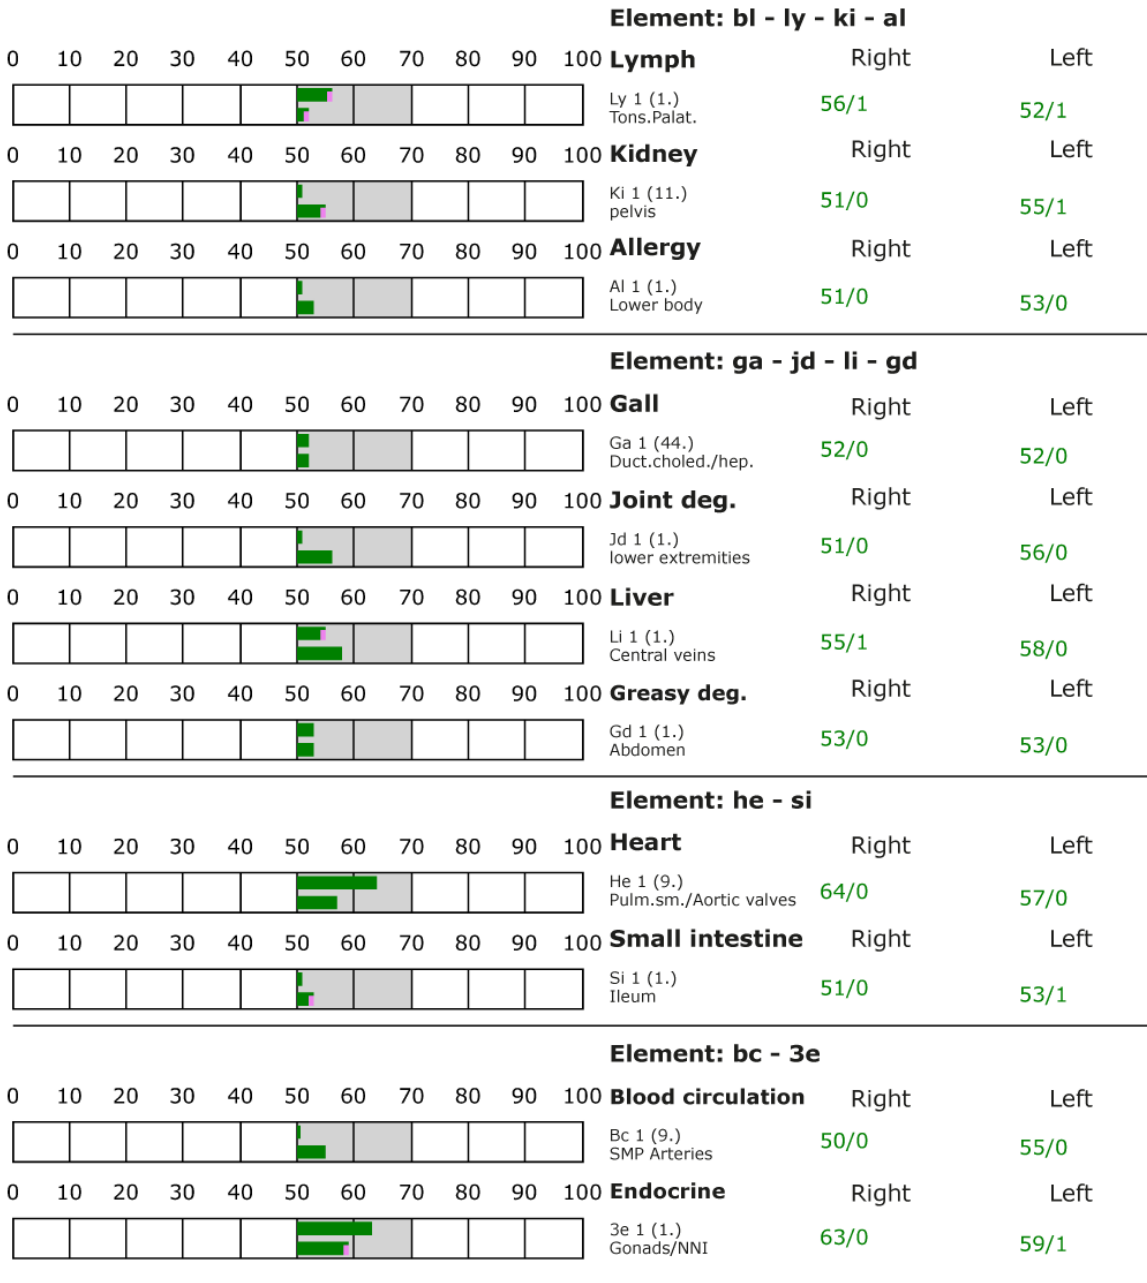 Element: bl - ly - ki - al
0 10 20 30 40 50 60 70 80 90 100 Lymph Right Left
Ly 1 (1.) 56/1 52/1
Tons.Palat.
0 10 20 30 40 50 60 70 80 90 100 Kidney Right Left
Ki 1 (11.) 51/0 55/1
pelvis
0 10 20 30 40 50 60 70 80 90 100 Allergy Right Left
Al 1 (1.) 51/0 53/0
Lower body
Element: ga - jd - li - gd
0 10 20 30 40 50 60 70 80 90 100 Gall Right Left
Ga 1 (44.) 52/0 52/0
Duct.choled./hep.
0 10 20 30 40 50 60 70 80 90 100 Joint deg. Right Left
Jd 1 (1.) 51/0 56/0
lower extremities
0 10 20 30 40 50 60 70 80 90 100 Liver Right Left
Li 1 (1.) 55/1 58/0
Central veins
0 10 20 30 40 50 60 70 80 90 100 Greasy deg. Right Left
Gd 1 (1.) 53/0 53/0
Abdomen
Element: he - si
0 10 20 30 40 50 60 70 80 90 100 Heart Right Left
He 1 (9.) 64/0 57/0
Pulm.sm./Aortic valves
0 10 20 30 40 50 60 70 80 90 100 Small intestine Right Left
Si 1 (1.) 51/0 53/1
Ileum
Element: bc - 3e
0 10 20 30 40 50 60 70 80 90 100 Blood circulation Right Left
Bc 1 (9.) 50/0 55/0
SMP Arteries
0 10 20 30 40 50 60 70 80 90 100 Endocrine Right Left
3e 1 (1.) 63/0 59/1
Gonads/NNI